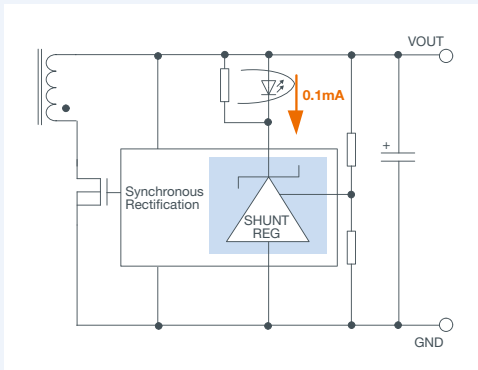 VOUT
0.1mA
+
Synchronous
Rectification
SHUNT
REG
GND